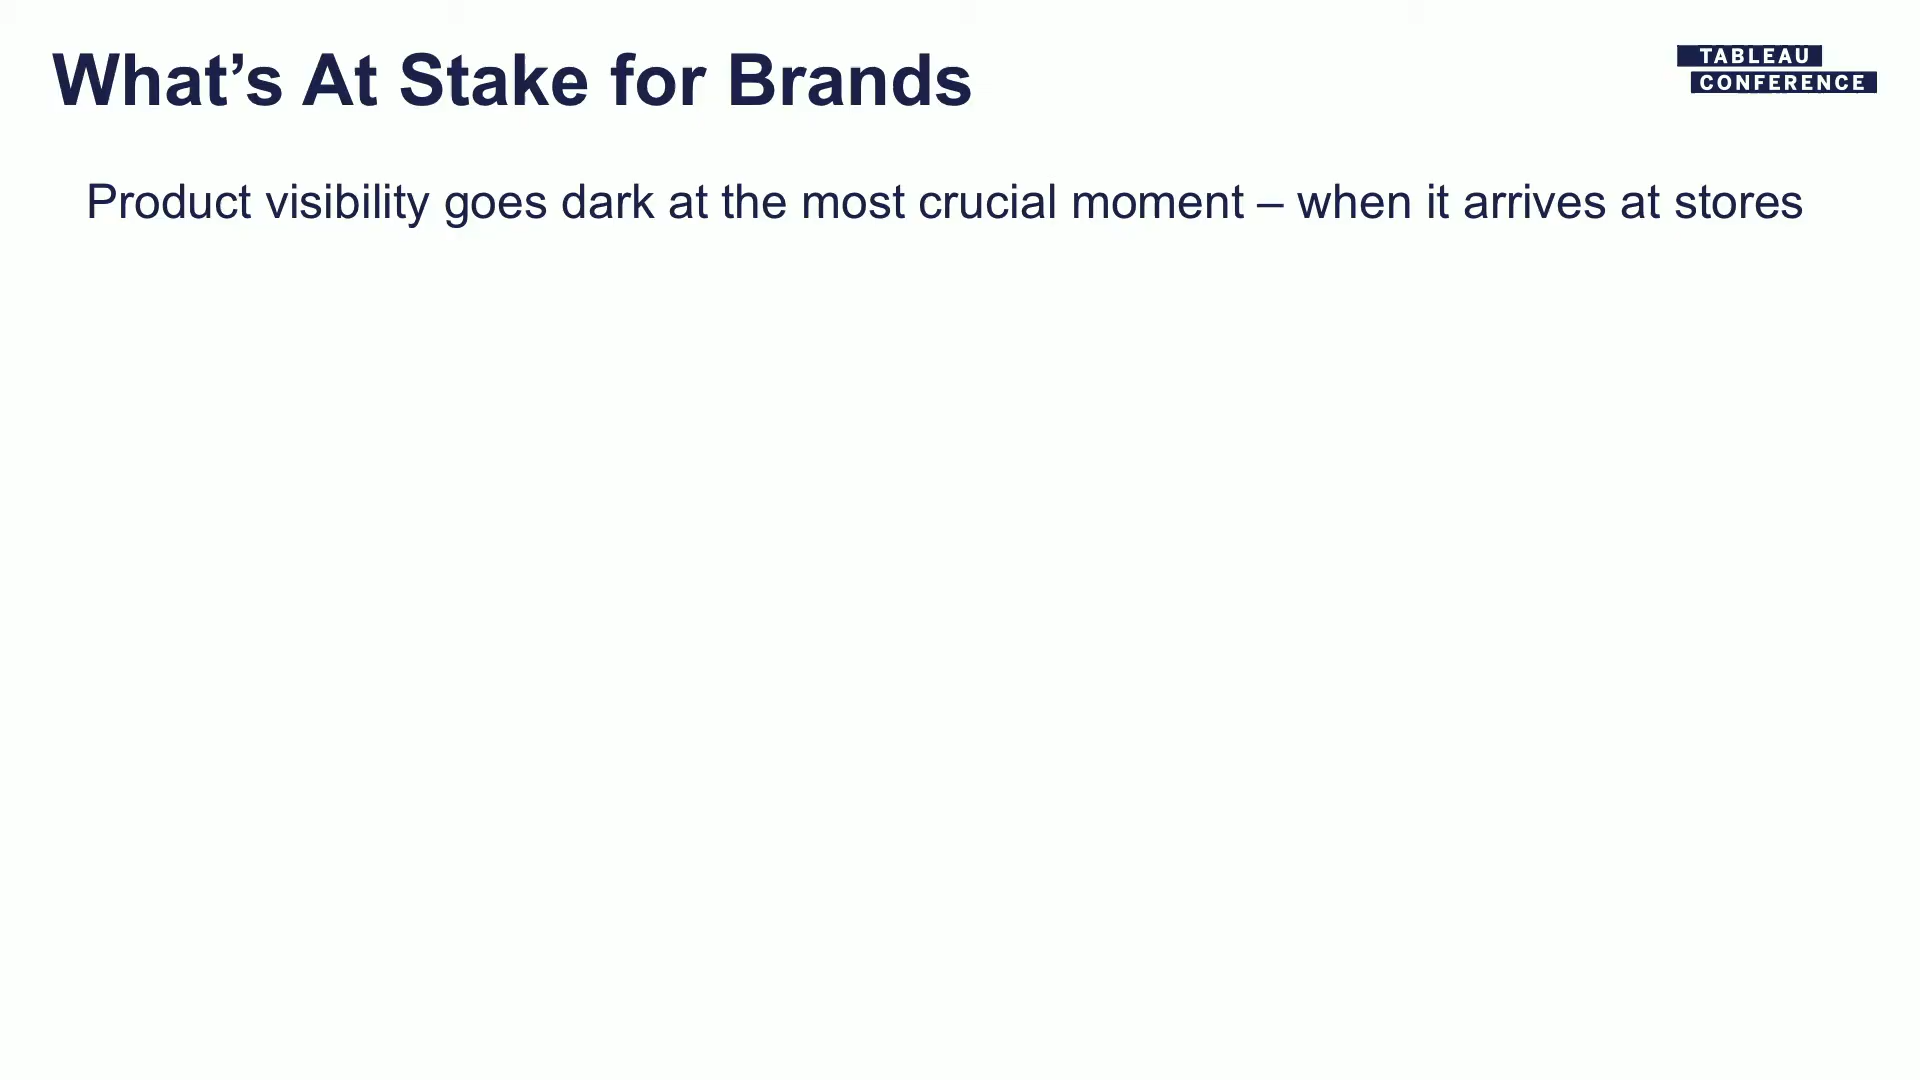 What’s At Stake for Brands
TABLEAU
CONFERENCE
Product visibility goes dark at the most crucial moment – when it arrives at stores